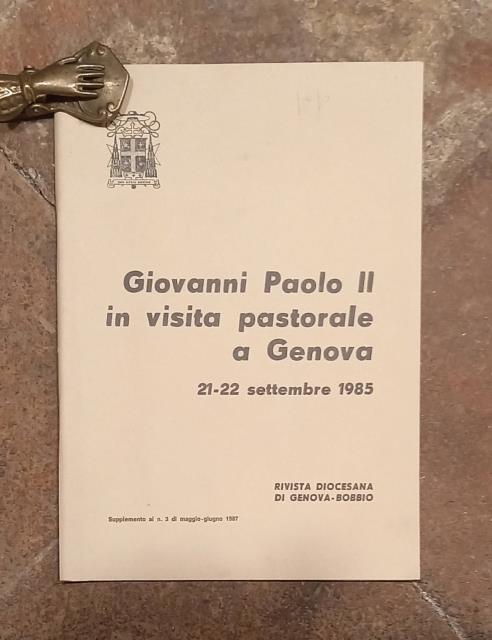 Giovanni Paolo II
in visita pastorale
a Genova
21-22 settembre 1985
RIVISTA DIOCESANA
DI GENOVA-BOBBIO
Supplemento al n. 3 di maggio-giugno 1987